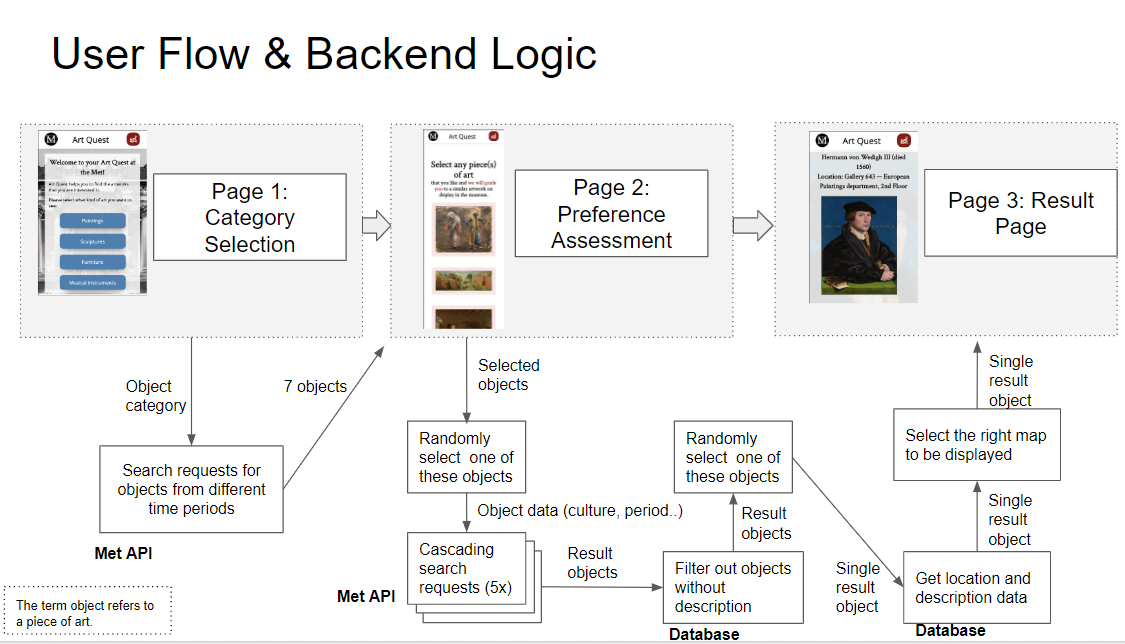 User Flow & Backend Logic
M
Art Quest
art
Welcome to your Art Quest at
the Met!
Art Quest helps you to find the artworks
that you are interested in.
Please select what kind of art you want to
see:
Paintings
Sculptures
Furniture
Musical Instruments
Page 1:
Category
Selection
M
Art Quest
art
Select any piece(s)
of art
that you like and we will guide
you to a similar artwork on
display in the museum.
Page 2:
Preference
Assessment
M
Art Quest
art
Hermann von Wedigh III (died
1560)
Location: Gallery 643 — European
Paintings department, 2nd Floor
Page 3: Result
Page
Object
category
7 objects
Search requests for
objects from different
time periods
Met API
Selected
objects
Randomly
select one of
these objects
Object data (culture, period..)
Cascading
search
requests (5x)
Met API
Result
objects
Filter out objects
without
description
Database
Result
objects
Randomly
select one of
these objects
Single
result
object
Get location and
description data
Database
Single
result
object
Select the right map
to be displayed
Single
result
object
The term object refers to
a piece of art.